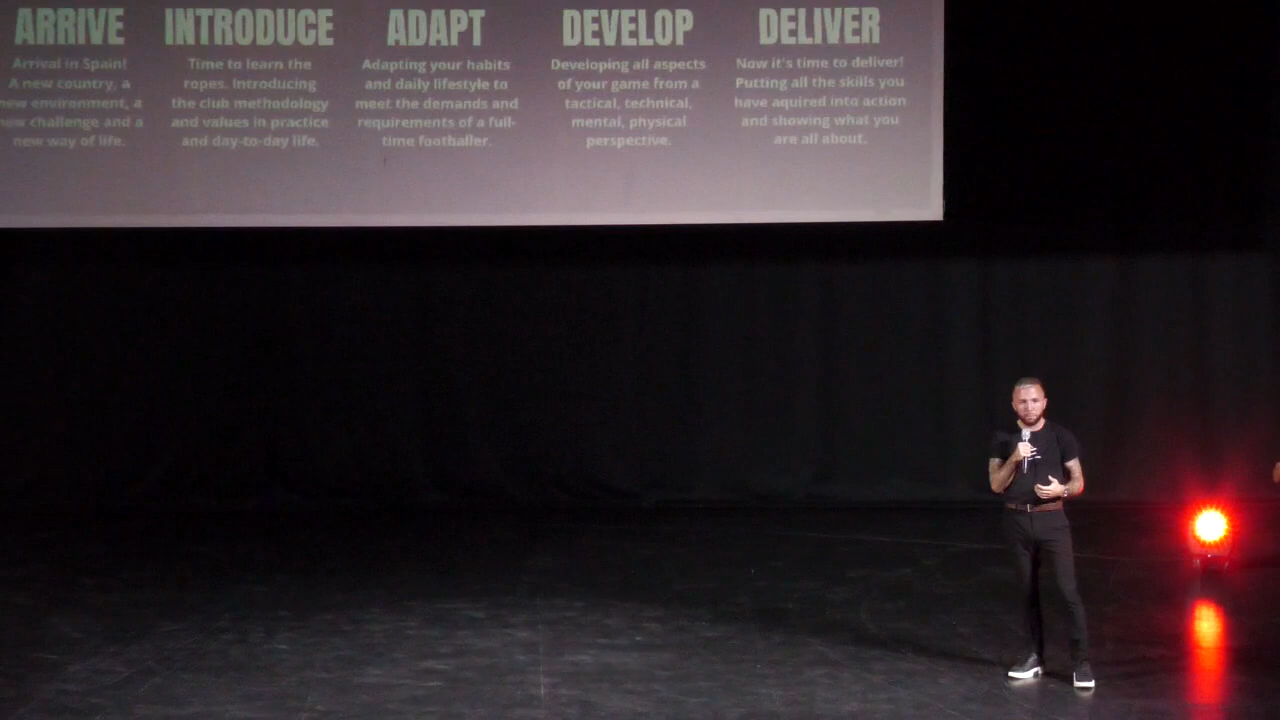 ARRIVE
Arrival in Spain!
A new country, a
new environment, a
new challenge and a
new way of life.
INTRODUCE
Time to learn the
ropes. Introducing
the club methodology
and values in practice
and day-to-day life.
ADAPT
Adapting your habits
and daily lifestyle to
meet the demands and
requirements of a full-
time footballer.
DEVELOP
Developing all aspects
of your game from a
tactical, technical,
mental, physical
perspective.
DELIVER
Now it's time to deliver!
Putting all the skills you
have aquired into action
and showing what you
are all about.